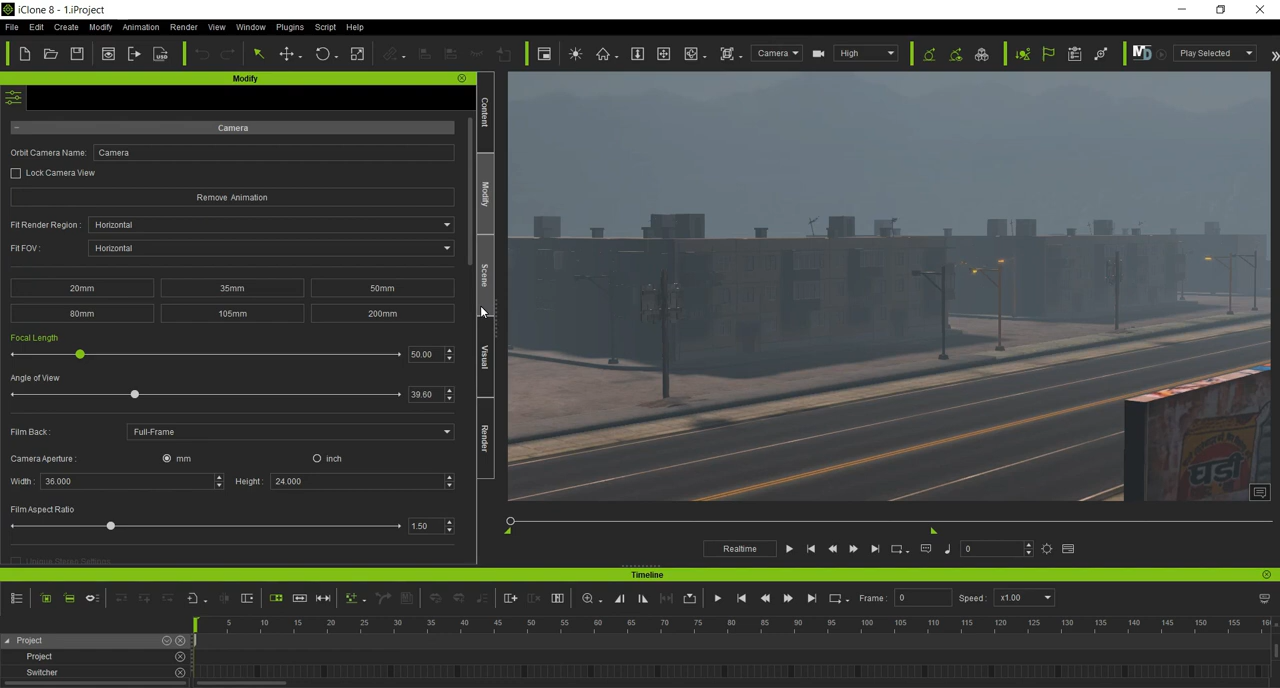 iClone 8 - 1.iProject
File Edit Create Modify Animation Render View Window Plugins Script Help
Camera High Play Selected
Modify
Content
Modify
Scene
Visual
Render
Camera
Orbit Camera Name: Camera
Lock Camera View
Remove Animation
Fit Render Region : Horizontal
Fit FOV : Horizontal
20mm 35mm 50mm
80mm 105mm 200mm
Focal Length
50.00
Angle of View
39.60
Film Back : Full-Frame
Camera Aperture : mm inch
Width : 36.000 Height : 24.000
Film Aspect Ratio
1.50
घड़ी
Realtime 0
Timeline
Frame : 0 Speed : x1.00
5 10 15 20 25 30 35 40 45 50 55 60 65 70 75 80 85 90 95 100 105 110 115 120 125 130 135 140 145 150 155
Project
Project
Switcher